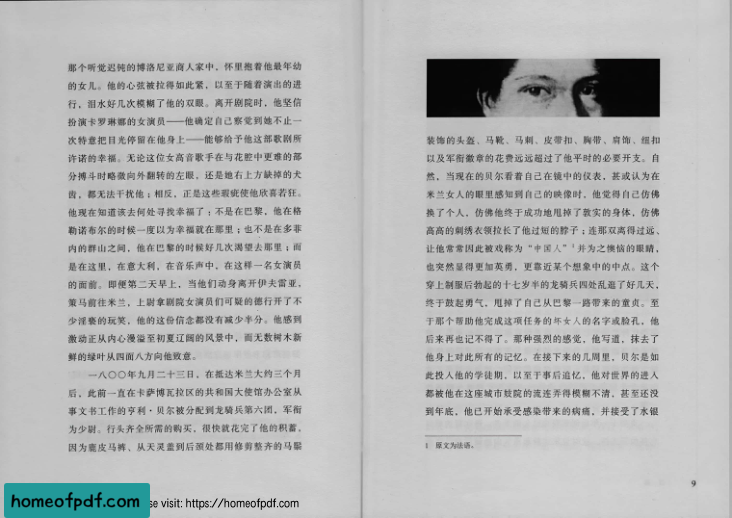 那个听觉迟钝的博洛尼亚商人家中，怀里抱着他最年幼
的女儿。他的心弦被拉得如此紧，以至于随着演出的进
行，泪水好几次模糊了他的双眼。离开剧院时，他坚信
扮演卡罗琳娜的女演员——他确定自己察觉到她不止一
次特意把目光停留在他身上——能够给予他这部歌剧所
许诺的幸福。无论这位女高音歌手在与花腔中更难的部
分搏斗时略微向外翻转的左眼，还是她右上方缺掉的犬
齿，都无法干扰他；相反，正是这些瑕疵使他欣喜若狂。
他现在知道该去何处寻找幸福了：不是在巴黎，他在格
勒诺布尔的时候一度以为幸福就在那里；也不是在多菲
内的群山之间，他在巴黎的时候好几次渴望去那里；而
是在这里，在意大利，在音乐声中，在这样一名女演员
的面前。即便第二天早上，当他们动身离开伊夫雷亚，
策马前往米兰，上尉拿剧院女演员们可疑的德行开了不
少淫亵的玩笑，他的这份信念都没有减少半分。他感到
激动正从内心漫溢至初夏辽阔的风景中，而无数树木新
鲜的绿叶从四面八方向他致意。
一八〇〇年九月二十三日，在抵达米兰大约三个月
后，此前一直在卡萨博瓦拉区的共和国大使馆办公室从
事文书工作的亨利·贝尔被分配到龙骑兵第六团，军衔
为少尉。行头齐全所需的购买，很快就花完了他的积蓄，
因为鹿皮马裤、从天灵盖到后颈处都用修剪整齐的马鬃
装饰的头盔、马靴、马刺、皮带扣、胸带、肩饰、纽扣
以及军衔徽章的花费远远超过了他平时的必要开支。自
然，当现在的贝尔看着自己在镜中的仪表，甚或认为在
米兰女人的眼里感知到自己的映像时，他觉得自己仿佛
换了个人，仿佛他终于成功地甩掉了敦实的身体，仿佛
高高的刺绣衣领拉长了他过短的脖子；连那双离得过远、
让他常常因此被戏称为“中国人”¹并为之懊恼的眼睛，
也突然显得更加英勇，更靠近某个想象中的中点。这个
穿上制服后勃起的十七岁半的龙骑兵四处乱逛了好几天，
终于鼓起勇气，甩掉了自己从巴黎一路带来的童贞。至
于那个帮助他完成这项任务的坏女人的名字或脸孔，他
后来再也记不得了。那种强烈的感觉，他写道，抹去了
他身上对此所有的记忆。在接下来的几周里，贝尔是如
此投入他的学徒期，以至于事后追忆，他对世界的进入
都被他在这座城市妓院的流连弄得模糊不清，甚至还没
到年底，他已开始承受感染带来的病痛，并接受了水银
1 原文为法语。
9
homeofpdf.com
se visit: https://homeofpdf.com